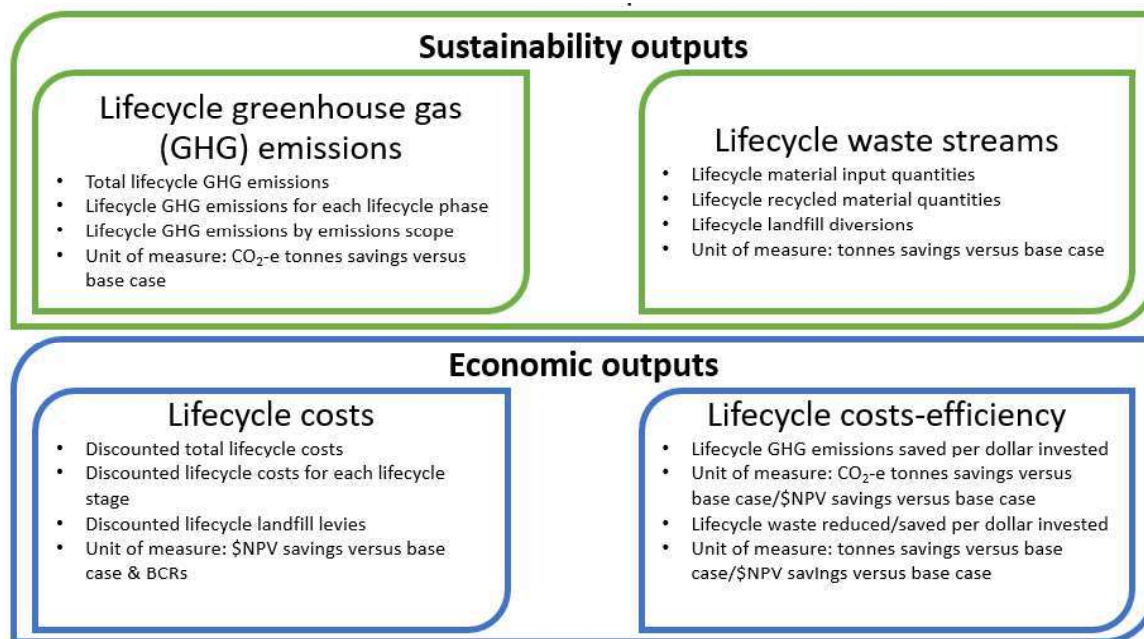 Sustainability outputs
Lifecycle greenhouse gas
(GHG) emissions
• Total lifecycle GHG emissions
• Lifecycle GHG emissions for each lifecycle phase
• Lifecycle GHG emissions by emissions scope
• Unit of measure: CO₂-e tonnes savings versus
base case
Lifecycle waste streams
• Lifecycle material input quantities
• Lifecycle recycled material quantities
• Lifecycle landfill diversions
• Unit of measure: tonnes savings versus base case
Economic outputs
Lifecycle costs
• Discounted total lifecycle costs
• Discounted lifecycle costs for each lifecycle
stage
• Discounted lifecycle landfill levies
• Unit of measure: $NPV savings versus base
case & BCRs
Lifecycle costs-efficiency
• Lifecycle GHG emissions saved per dollar invested
• Unit of measure: CO₂-e tonnes savings versus
base case/$NPV savings versus base case
• Lifecycle waste reduced/saved per dollar invested
• Unit of measure: tonnes savings versus base
case/$NPV savings versus base case